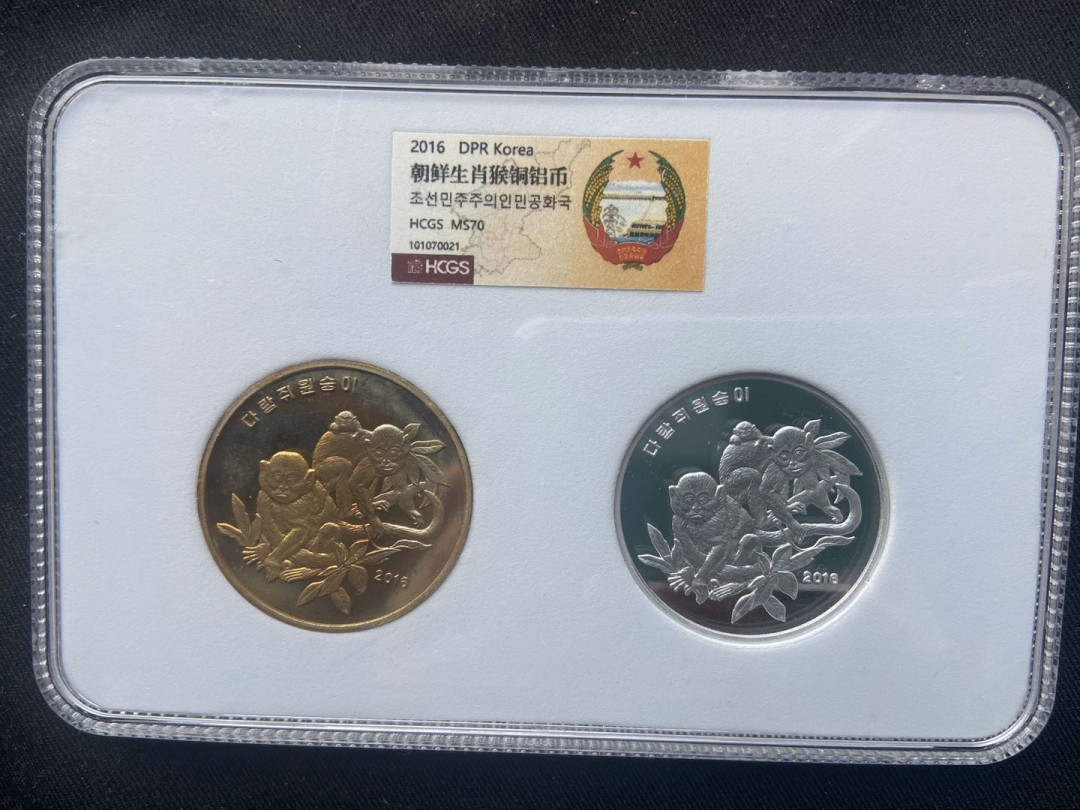 2016 DPR Korea
朝鲜生肖猴铜铝币
조선민주주의인민공화국
HCGS MS70
101070021
HCGS
다람쥐원숭이
2016
다람쥐원숭이
2016